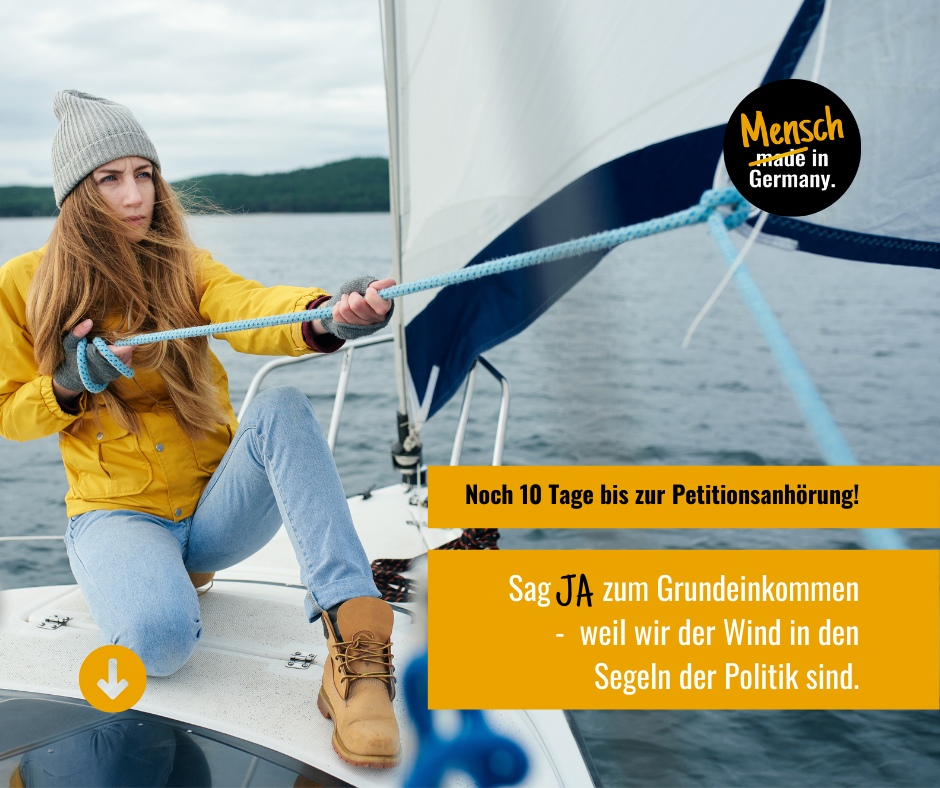 Mensch
made in
Germany.
Noch 10 Tage bis zur Petitionsanhörung!
Sag JA zum Grundeinkommen
- weil wir der Wind in den
Segeln der Politik sind.